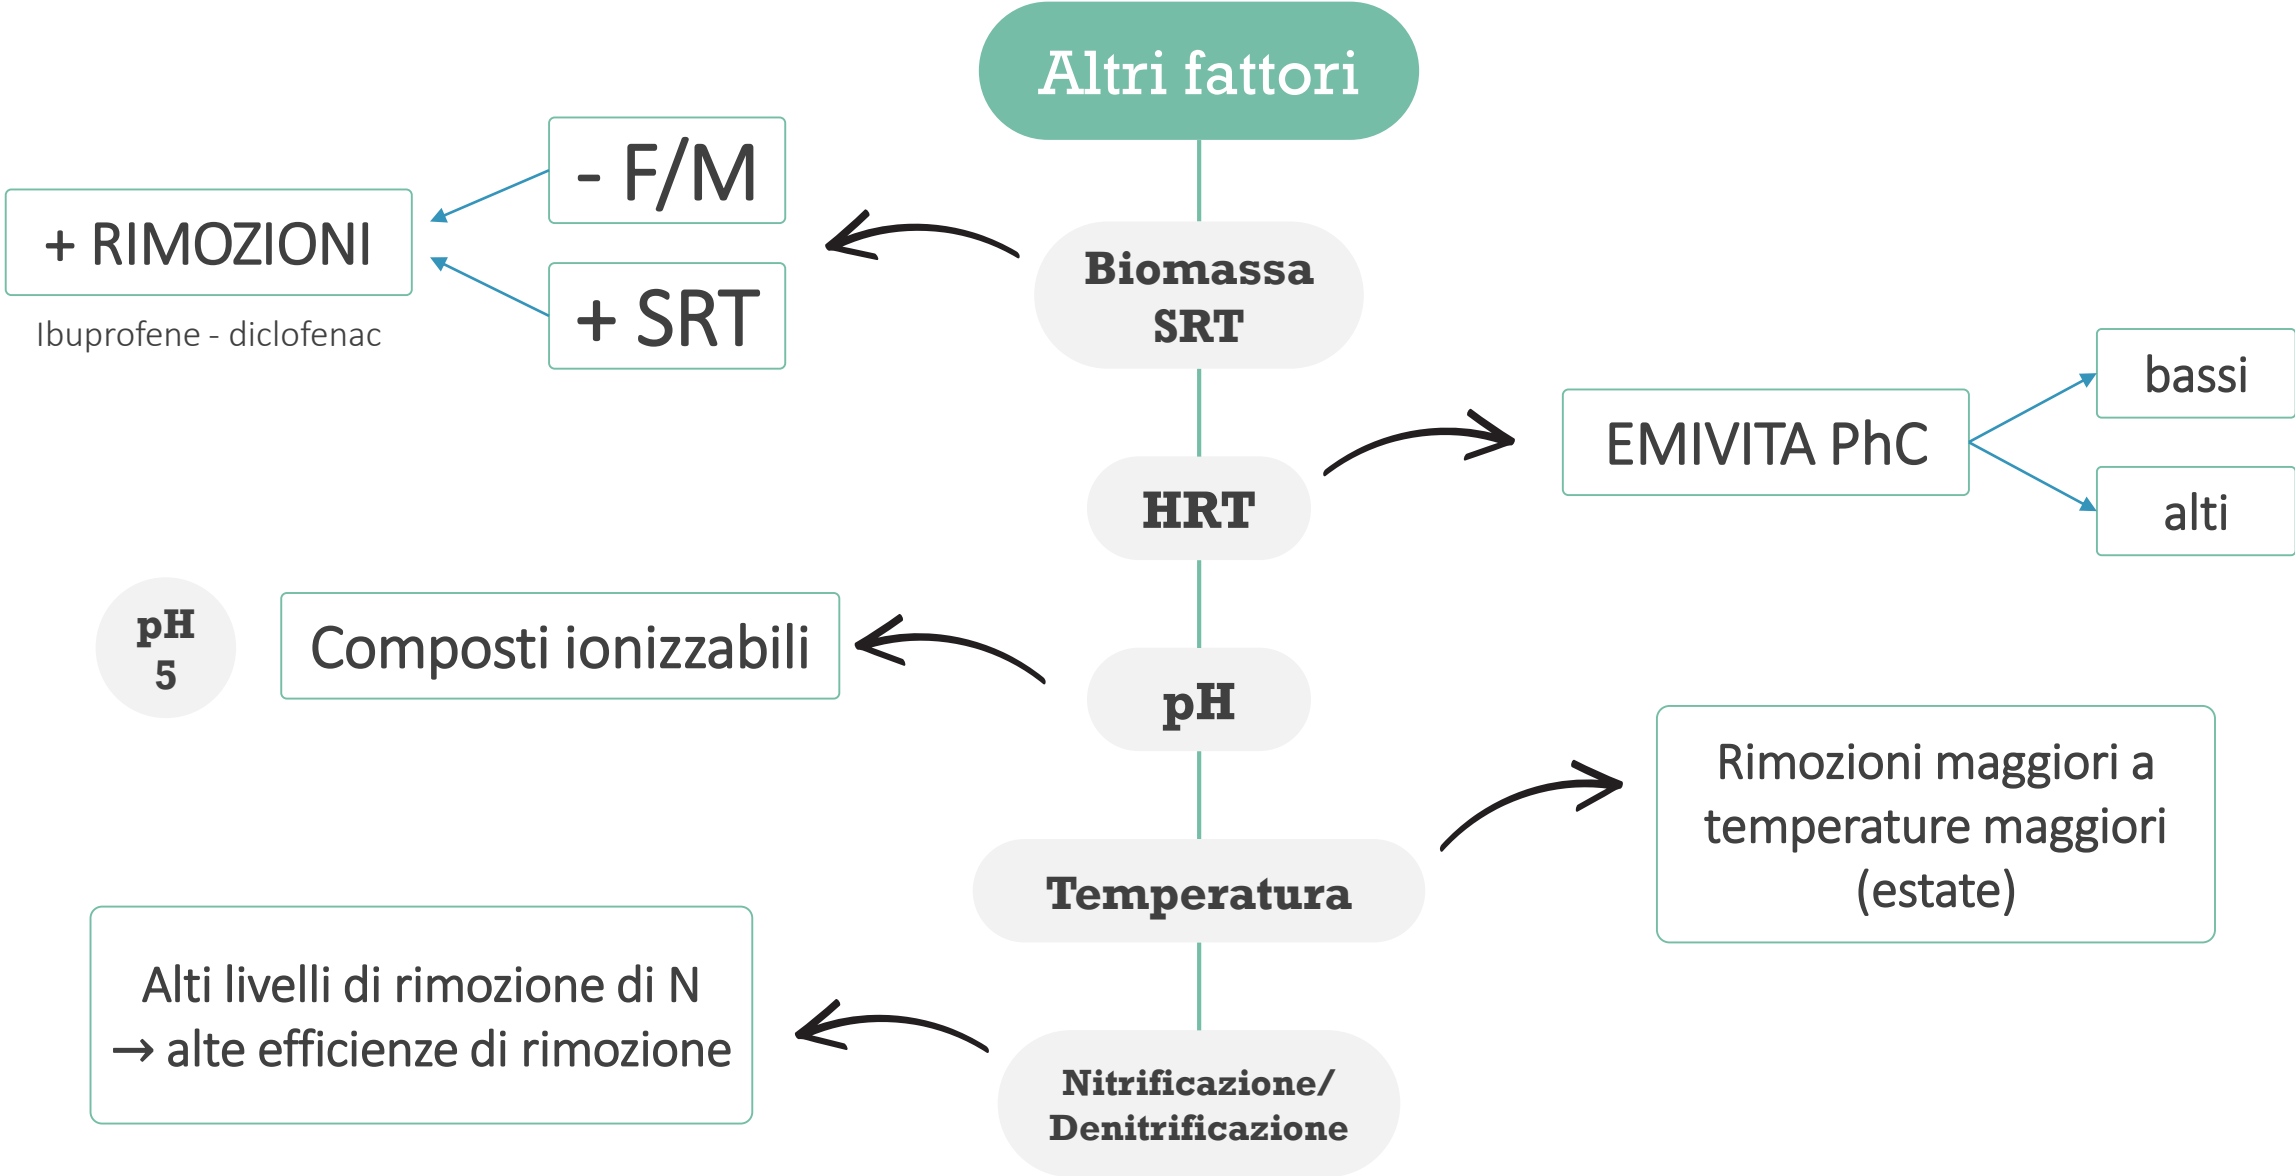 Altri fattori
Biomassa
SRT
- F/M
+ SRT
+ RIMOZIONI
Ibuprofene - diclofenac
HRT
EMIVITA PhC
bassi
alti
pH
Composti ionizzabili
pH
5
Temperatura
Rimozioni maggiori a
temperature maggiori
(estate)
Nitrificazione/
Denitrificazione
Alti livelli di rimozione di N
→ alte efficienze di rimozione